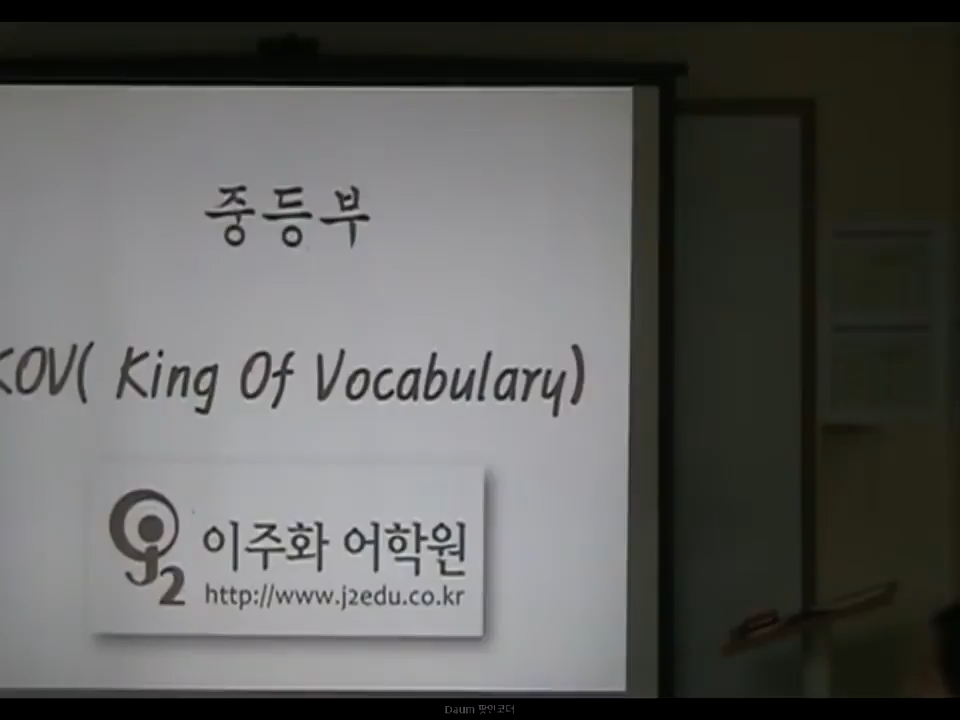 중등부
KOV( King Of Vocabulary)
이주화 어학원
http://www.j2edu.co.kr
J2
Daum 팟인코더